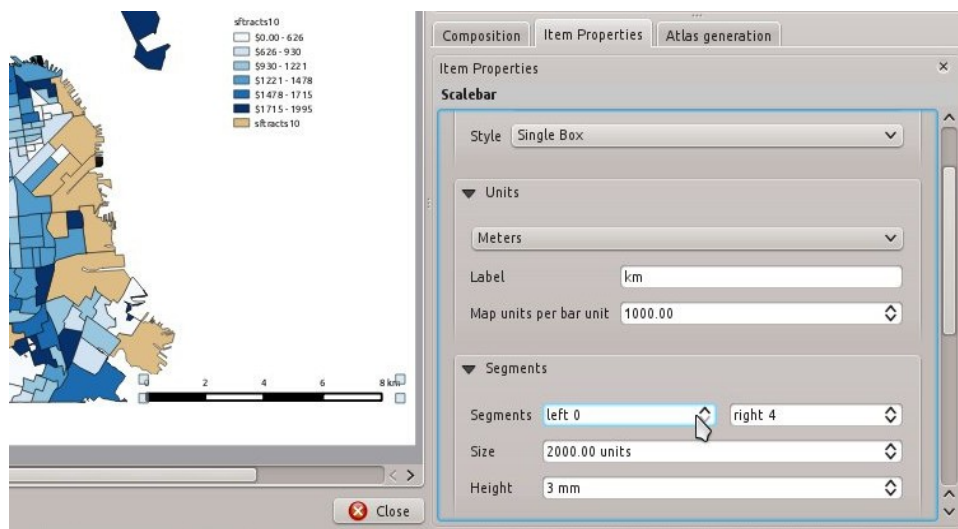 sftracts10
$0.00 - 626
$626 - 930
$930 - 1221
$1221 - 1478
$1478 - 1715
$1715 - 1995
sftracts10
0 2 4 6 8 km
Close
Composition Item Properties Atlas generation
Item Properties
Scalebar
Style Single Box
Units
Meters
Label km
Map units per bar unit 1000.00
Segments
Segments left 0 right 4
Size 2000.00 units
Height 3 mm